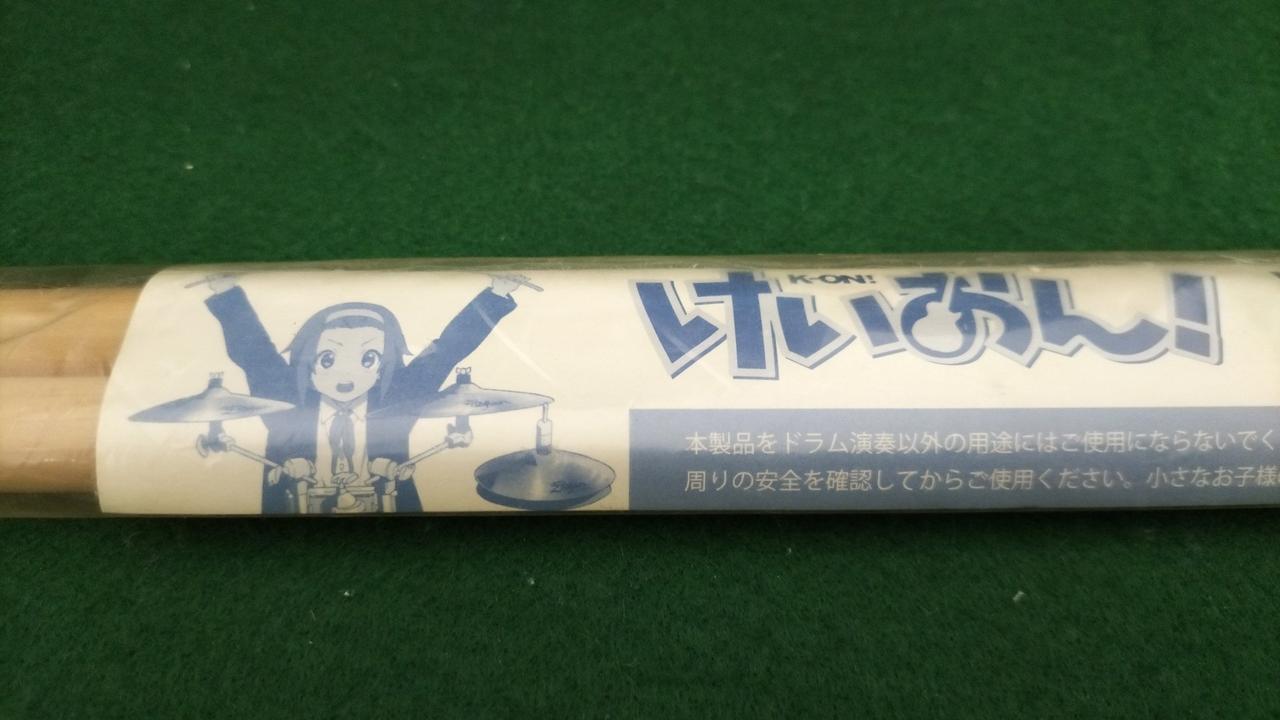 K-ON!
けいおん!
本製品をドラム演奏以外の用途にはご使用にならないでく
周りの安全を確認してからご使用ください。小さなお子様